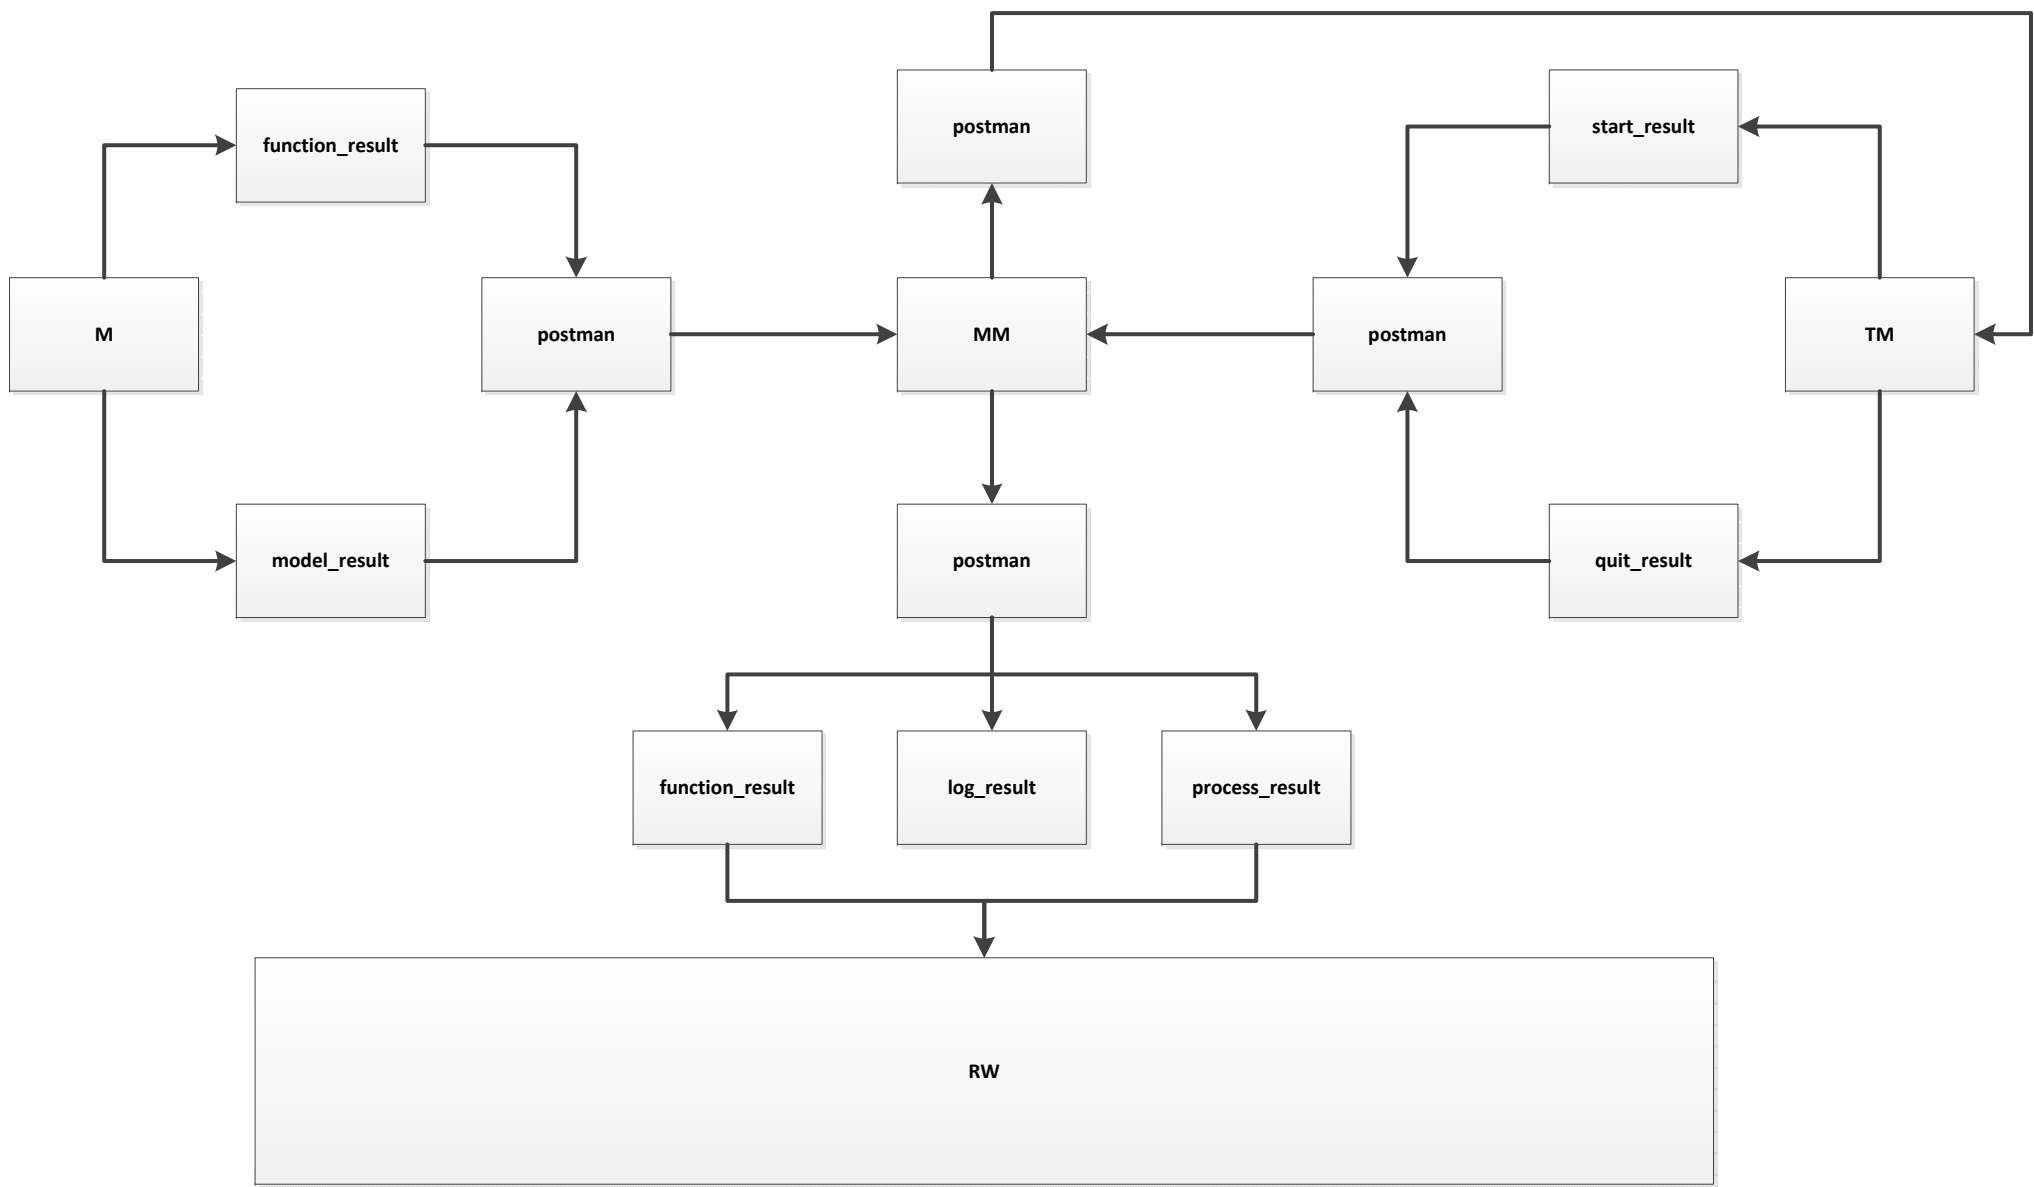 postman
start_result
function_result
M
postman
MM
postman
TM
model_result
postman
quit_result
function_result
log_result
process_result
RW